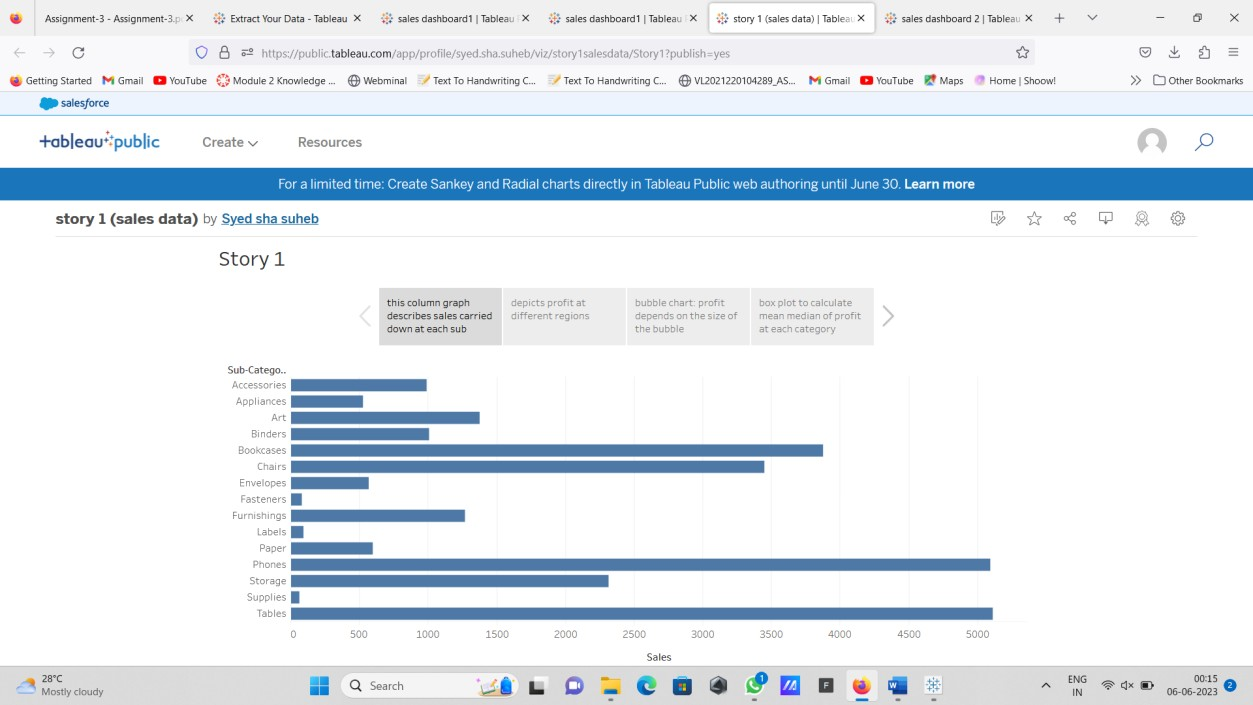 Assignment-3 - Assignment-3.p
Extract Your Data - Tableau
sales dashboard1 | Tableau
sales dashboard1 | Tableau
story 1 (sales data) | Tableau
sales dashboard 2 | Tableau
https://public.tableau.com/app/profile/syed.sha.suheb/viz/story1salesdata/Story1?publish=yes
Getting Started
Gmail
YouTube
Module 2 Knowledge ...
Webminal
Text To Handwriting C...
Text To Handwriting C...
VL2021220104289_AS...
Gmail
YouTube
Maps
Home | Shoow!
Other Bookmarks
salesforce
+ableau public
Create
Resources
For a limited time: Create Sankey and Radial charts directly in Tableau Public web authoring until June 30. Learn more
story 1 (sales data) by Syed sha suheb
Story 1
this column graph
describes sales carried
down at each sub
depicts profit at
different regions
bubble chart: profit
depends on the size of
the bubble
box plot to calculate
mean median of profit
at each category
Sub-Catego..
Accessories
Appliances
Art
Binders
Bookcases
Chairs
Envelopes
Fasteners
Furnishings
Labels
Paper
Phones
Storage
Supplies
Tables
0 500 1000 1500 2000 2500 3000 3500 4000 4500 5000
Sales
28°C
Mostly cloudy
Search
1
F
ENG
IN
00:15
06-06-2023
2